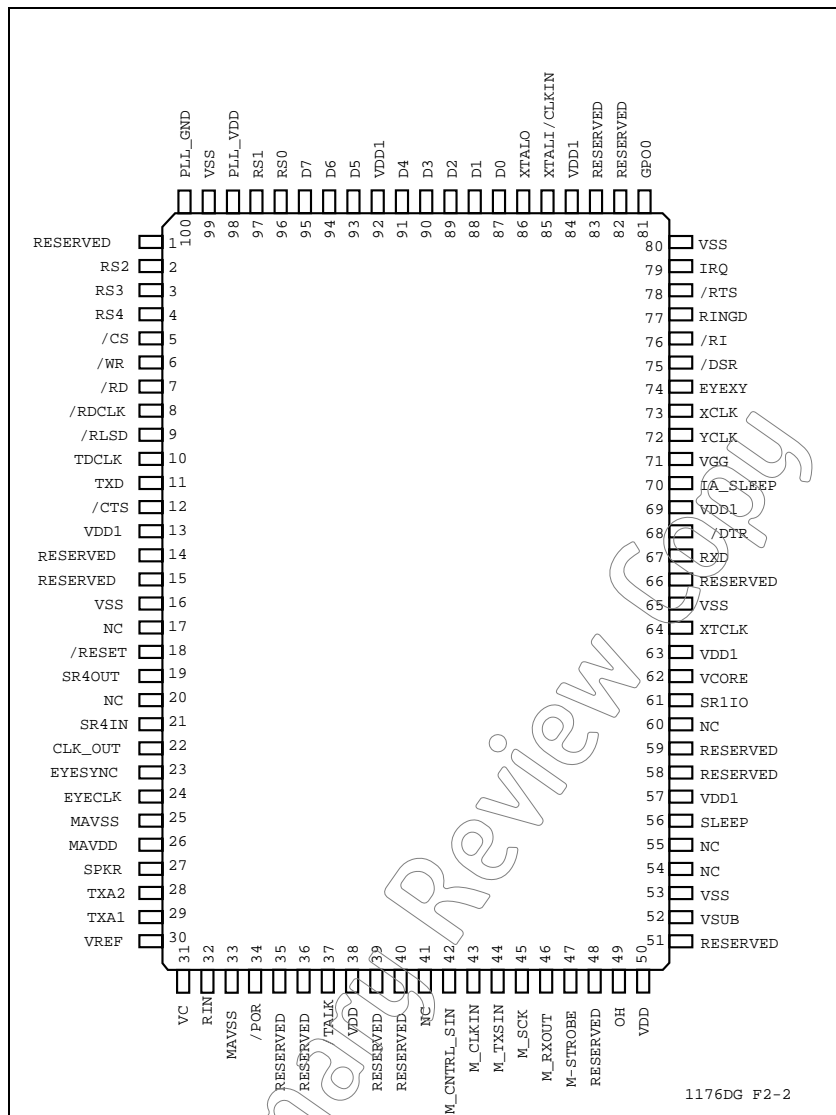 PLL_GND VSS PLL_VDD RS1 RS0 D7 D6 D5 VDD1 D4 D3 D2 D1 D0 XTALO XTALI/CLKIN VDD1 RESERVED RESERVED GPO0
100 99 98 97 96 95 94 93 92 91 90 89 88 87 86 85 84 83 82 81
RESERVED 1
RS2 2
RS3 3
RS4 4
/CS 5
/WR 6
/RD 7
/RDCLK 8
/RLSD 9
TDCLK 10
TXD 11
/CTS 12
VDD1 13
RESERVED 14
RESERVED 15
VSS 16
NC 17
/RESET 18
SR4OUT 19
NC 20
SR4IN 21
CLK_OUT 22
EYESYNC 23
EYECLK 24
MAVSS 25
MAVDD 26
SPKR 27
TXA2 28
TXA1 29
VREF 30
80 VSS
79 IRQ
78 /RTS
77 RINGD
76 /RI
75 /DSR
74 EYEXY
73 XCLK
72 YCLK
71 VGG
70 IA_SLEEP
69 VDD1
68 /DTR
67 RXD
66 RESERVED
65 VSS
64 XTCLK
63 VDD1
62 VCORE
61 SR1IO
60 NC
59 RESERVED
58 RESERVED
57 VDD1
56 SLEEP
55 NC
54 NC
53 VSS
52 VSUB
51 RESERVED
31 32 33 34 35 36 37 38 39 40 41 42 43 44 45 46 47 48 49 50
VC RIN MAVSS /POR RESERVED RESERVED /TALK VDD RESERVED RESERVED NC M_CNTRL_SIN M_CLKIN M_TXSIN M_SCK M_RXOUT M-STROBE RESERVED OH VDD
Review Copy
1176DG F2-2